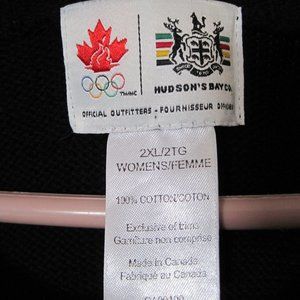 HUDSON'S BAY CO.
OFFICIAL OUTFITTERS - FOURNISSEUR OFFICIEL
2XL/2TG
WOMENS/FEMME
100% COTTON/COTON
Exclusive of trims
Garniture non comprise
Made in Canada
Fabriqué au Canada